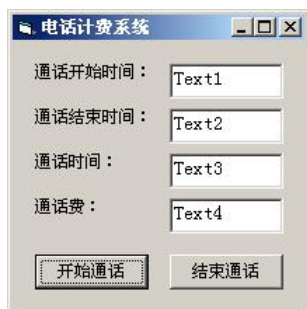 电话计费系统
通话开始时间： Text1
通话结束时间： Text2
通话时间： Text3
通话费： Text4
开始通话 结束通话